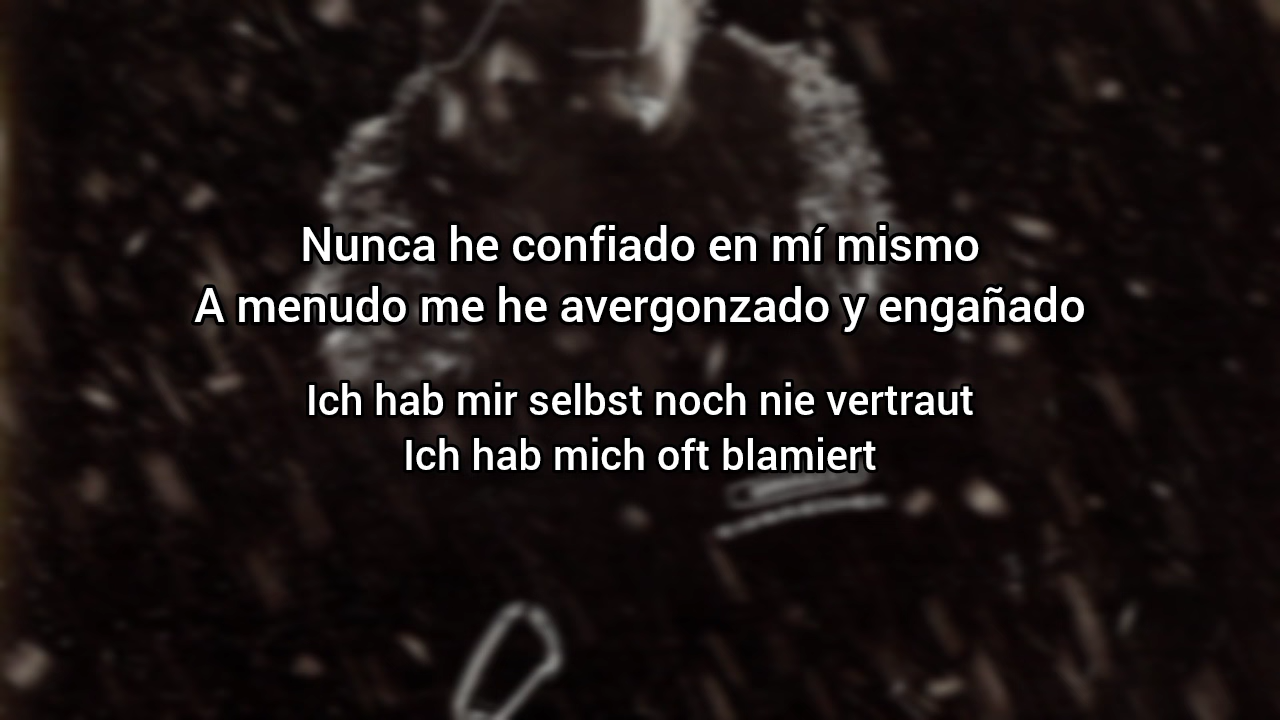 Nunca he confiado en mí mismo
A menudo me he avergonzado y engañado
Ich hab mir selbst noch nie vertraut
Ich hab mich oft blamiert